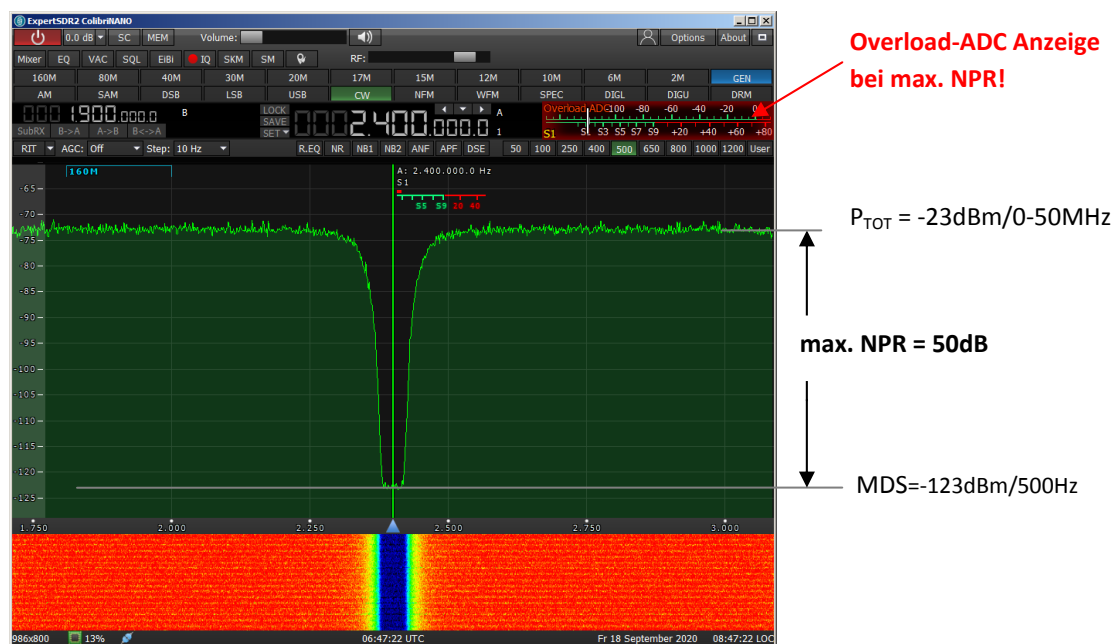 ExpertSDR2 ColibriNANO
0.0 dB SC MEM Volume: Options About
Mixer EQ VAC SQL EiBi IQ SKM SM RF:
160M 80M 40M 30M 20M 17M 15M 12M 10M 6M 2M GEN
AM SAM DSB LSB USB CW NFM WFM SPEC DIGL DIGU DRM
000 1.900.000.0 B LOCK 0002.400.000.0 A Overload ADC -100 -80 -60 -40 -20 0
SAVE
SubRX B->A A->B B<->A SET 1 S1 S1 S3 S5 S7 S9 +20 +40 +60 +80
RIT AGC: Off Step: 10 Hz R.EQ NR NB1 NB2 ANF APF DSE 50 100 250 400 500 650 800 1000 1200 User
160M A: 2.400.000.0 Hz
S1
S5 S9 20 40
-65
-70
-75
-80
-85
-90
-95
-100
-105
-110
-115
-120
-125
1.750 2.000 2.250 2.500 2.750 3.000
986x800 13% 06:47:22 UTC Fr 18 September 2020 08:47:22 LOC
Overload-ADC Anzeige
bei max. NPR!
PTOT = -23dBm/0-50MHz
max. NPR = 50dB
MDS=-123dBm/500Hz